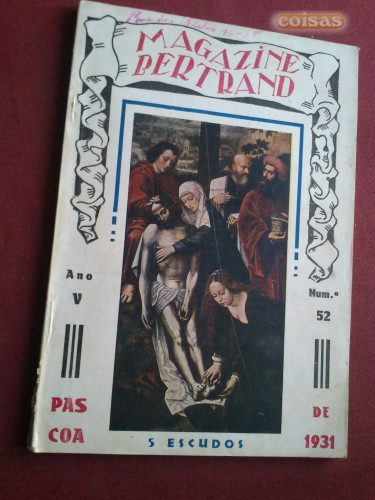 coisas
MAGAZINE
BERTRAND
Ano
V
Num.º
52
PAS
COA
DE
1931
5 ESCUDOS